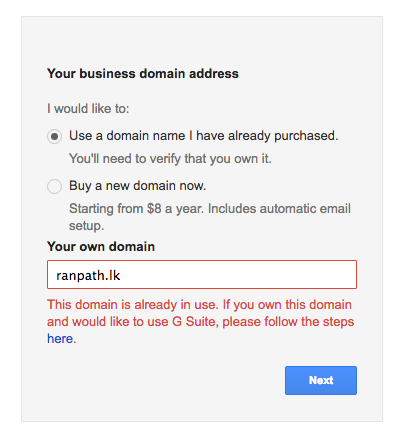 Your business domain address
I would like to:
Use a domain name I have already purchased.
You'll need to verify that you own it.
Buy a new domain now.
Starting from $8 a year. Includes automatic email
setup.
Your own domain
ranpath.lk
This domain is already in use. If you own this domain
and would like to use G Suite, please follow the steps
here.
Next